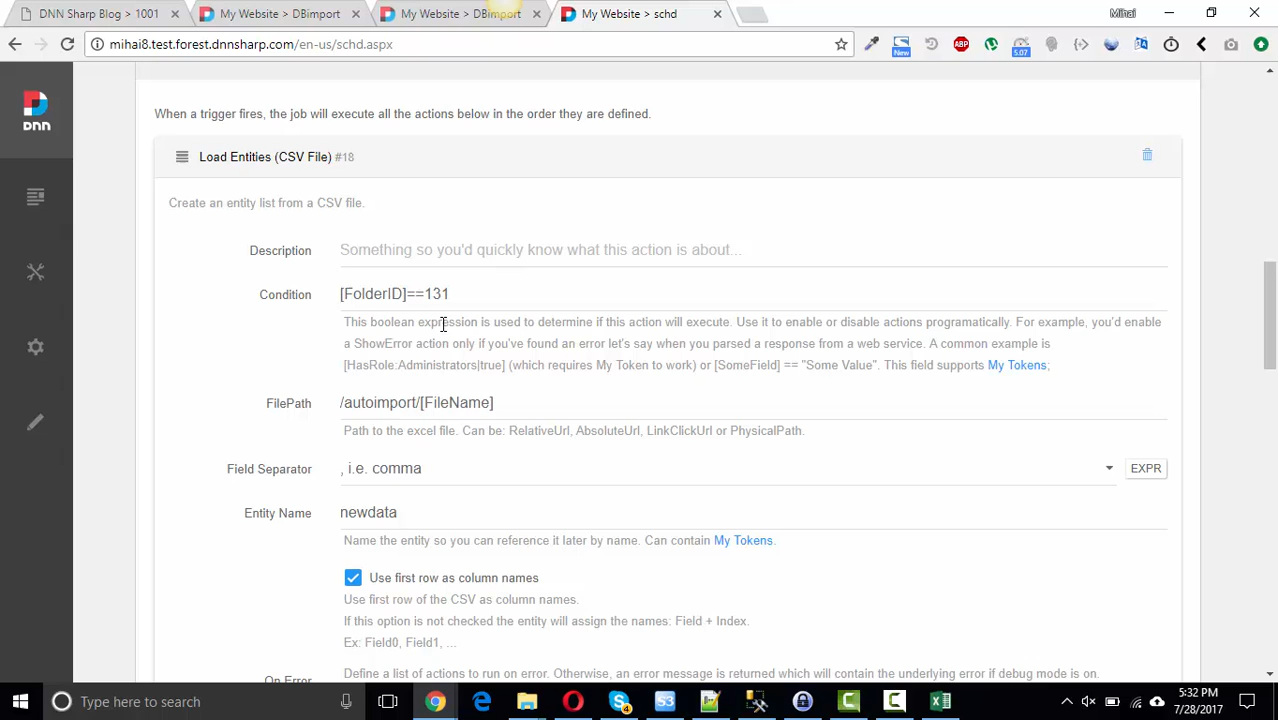 DNN Sharp Blog > 1001
My Website > DBimport
My Website > DBimport
My Website > schd
Mihai
mihai8.test.forest.dnnsharp.com/en-us/schd.aspx
New
ABP
5.07
DNN
When a trigger fires, the job will execute all the actions below in the order they are defined.
Load Entities (CSV File) #18
Create an entity list from a CSV file.
Description
Something so you'd quickly know what this action is about...
Condition
[FolderID]==131
This boolean expression is used to determine if this action will execute. Use it to enable or disable actions programatically. For example, you'd enable
a ShowError action only if you've found an error let's say when you parsed a response from a web service. A common example is
[HasRole:Administrators|true] (which requires My Token to work) or [SomeField] == "Some Value". This field supports My Tokens;
FilePath
/autoimport/[FileName]
Path to the excel file. Can be: RelativeUrl, AbsoluteUrl, LinkClickUrl or PhysicalPath.
Field Separator
, i.e. comma
EXPR
Entity Name
newdata
Name the entity so you can reference it later by name. Can contain My Tokens.
Use first row as column names
Use first row of the CSV as column names.
If this option is not checked the entity will assign the names: Field + Index.
Ex: Field0, Field1, ...
On Error
Define a list of actions to run on error. Otherwise, an error message is returned which will contain the underlying error if debug mode is on.
Type here to search
4
S3
5:32 PM
7/28/2017